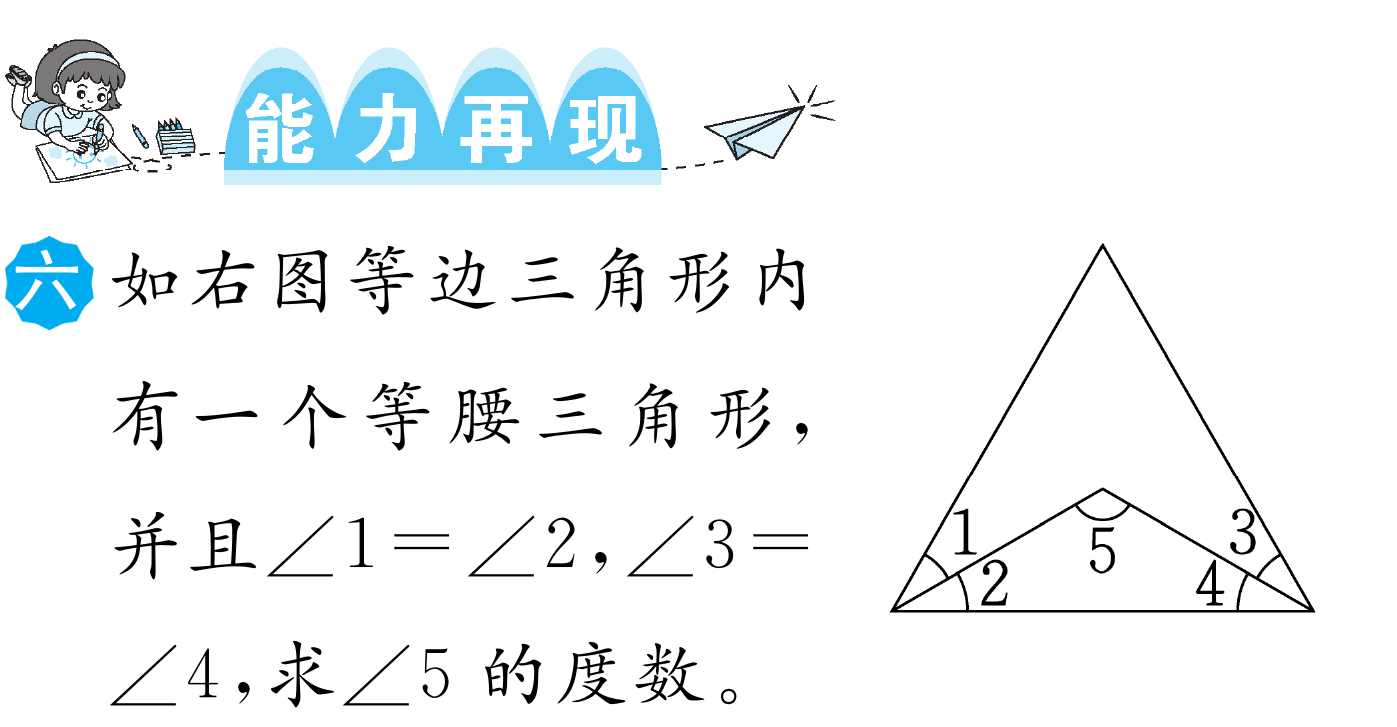 能力再现
六 如右图等边三角形内
有一个等腰三角形，
并且∠1＝∠2，∠3＝
∠4，求∠5 的度数。
1
3
5
2
4